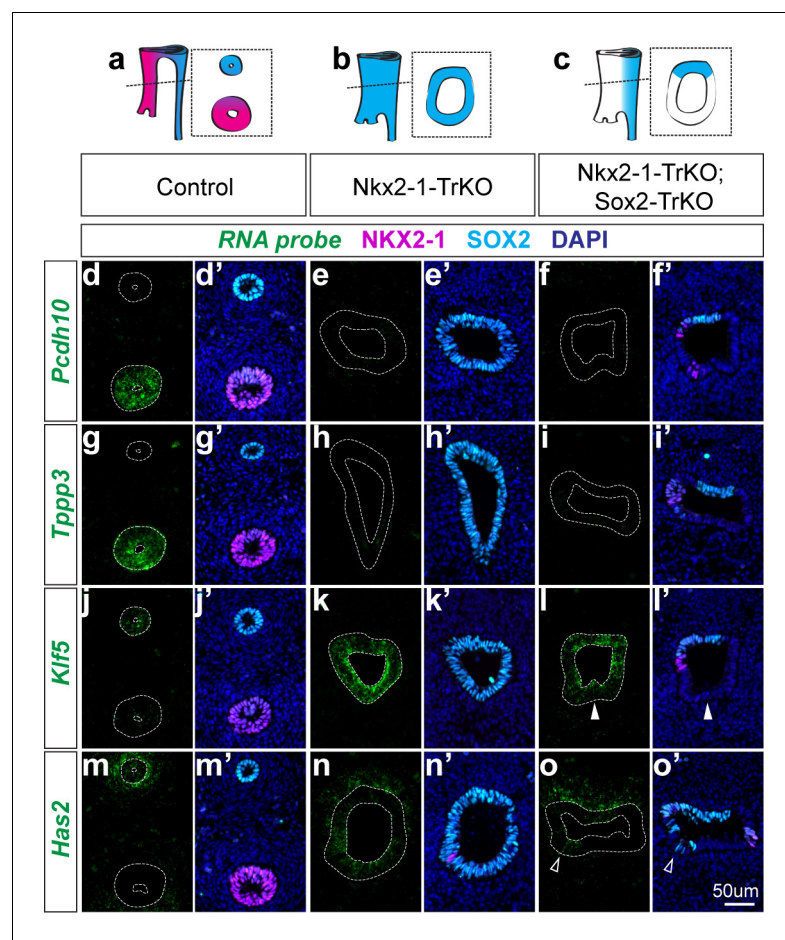 a b c
Control
Nkx2-1-TrKO
Nkx2-1-TrKO;
Sox2-TrKO
RNA probe NKX2-1 SOX2 DAPI
Pcdh10
d d' e e' f f'
Tppp3
g g' h h' i i'
Klf5
j j' k k' l l'
Has2
m m' n n' o o'
50um